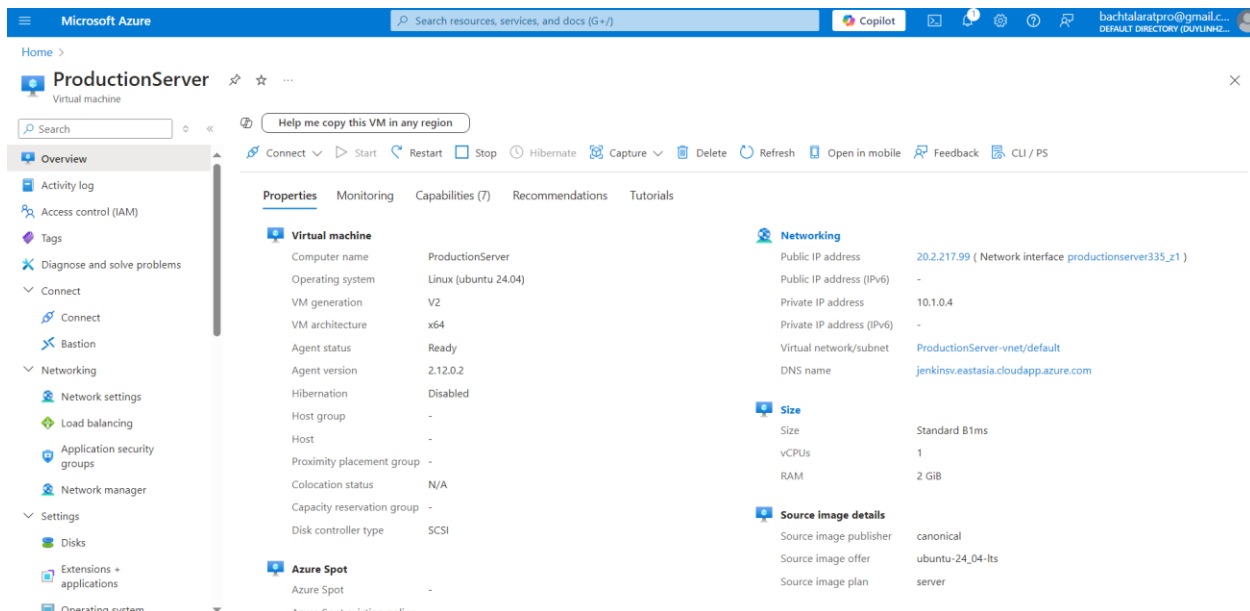 Microsoft Azure
Search resources, services, and docs (G+/)
Copilot
1
bachtalaratpro@gmail.c...
DEFAULT DIRECTORY (DUYLINH2...
Home >
ProductionServer
Virtual machine
Search
Help me copy this VM in any region
Connect
Start
Restart
Stop
Hibernate
Capture
Delete
Refresh
Open in mobile
Feedback
CLI / PS
Overview
Activity log
Access control (IAM)
Tags
Diagnose and solve problems
Connect
Connect
Bastion
Networking
Network settings
Load balancing
Application security
groups
Network manager
Settings
Disks
Extensions +
applications
Operating system
Properties Monitoring Capabilities (7) Recommendations Tutorials
Virtual machine
Computer name ProductionServer
Operating system Linux (ubuntu 24.04)
VM generation V2
VM architecture x64
Agent status Ready
Agent version 2.12.0.2
Hibernation Disabled
Host group -
Host -
Proximity placement group -
Colocation status N/A
Capacity reservation group -
Disk controller type SCSI
Azure Spot
Azure Spot -
Azure Spot eviction policy
Networking
Public IP address 20.2.217.99 ( Network interface productionserver335_z1 )
Public IP address (IPv6) -
Private IP address 10.1.0.4
Private IP address (IPv6) -
Virtual network/subnet ProductionServer-vnet/default
DNS name jenkinsv.eastasia.cloudapp.azure.com
Size
Size Standard B1ms
vCPUs 1
RAM 2 GiB
Source image details
Source image publisher canonical
Source image offer ubuntu-24_04-lts
Source image plan server